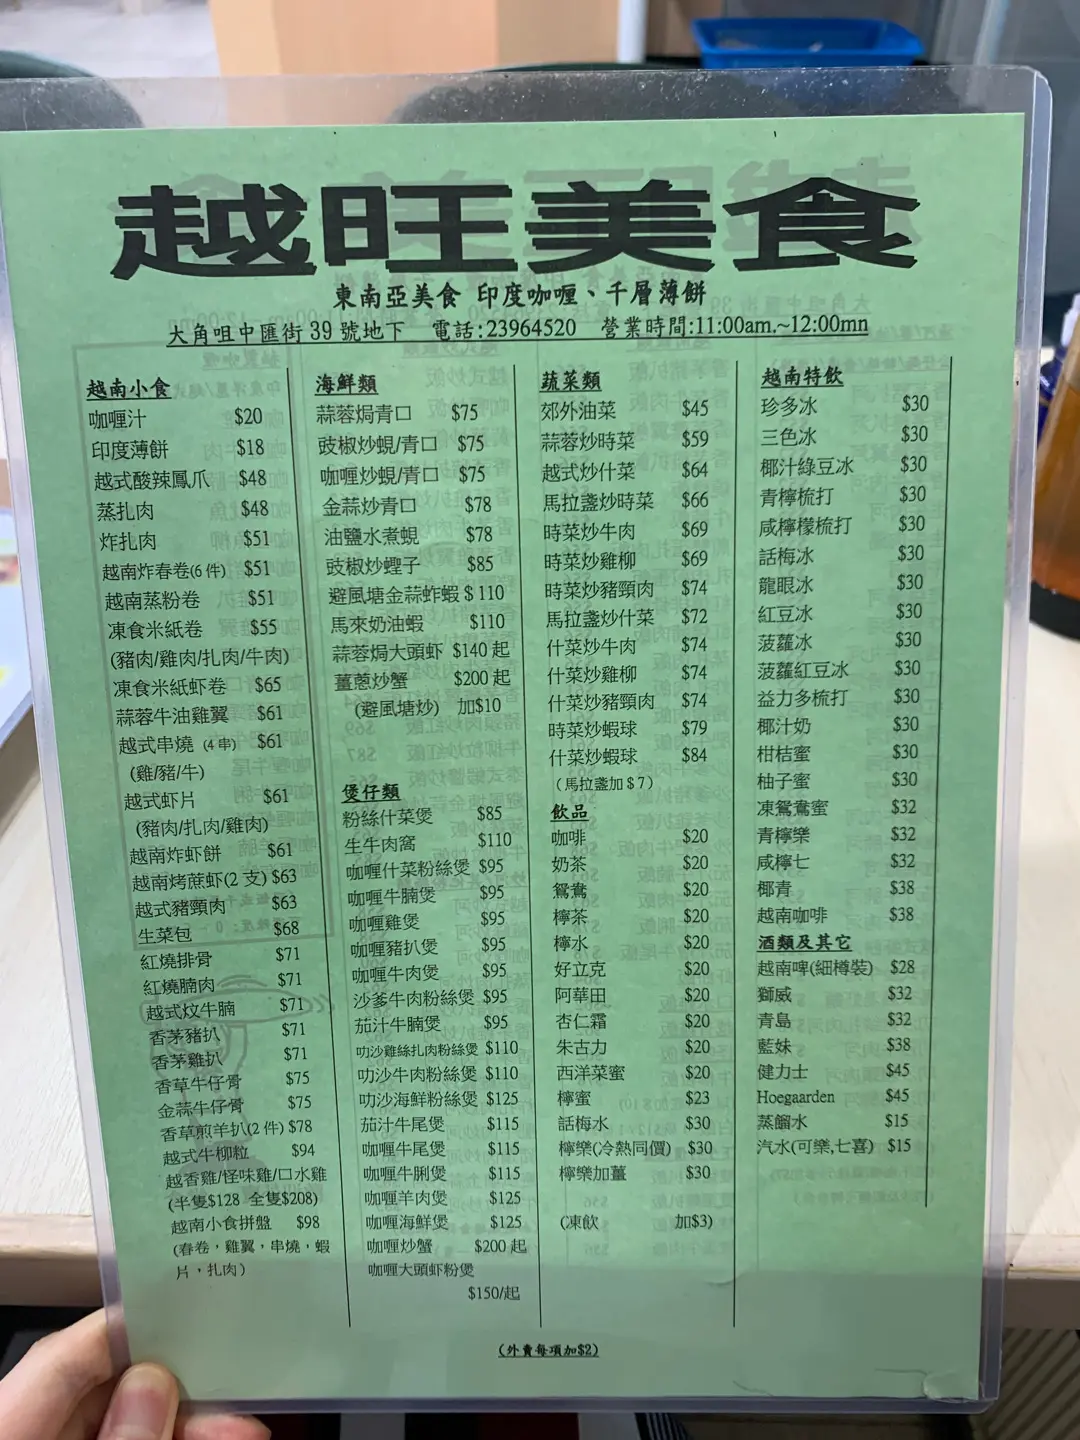 越旺美食
東南亞美食 印度咖喱、千層薄餅
大角咀中匯街39號地下 電話:23964520 營業時間:11:00am.~12:00mn
越南小食
咖喱汁 $20
印度薄餅 $18
越式酸辣鳳爪 $48
蒸扎肉 $48
炸扎肉 $51
越南炸春卷(6件) $51
越南蒸粉卷 $51
凍食米紙卷 $55
(豬肉/雞肉/扎肉/牛肉)
凍食米紙虾卷 $65
蒜蓉牛油雞翼 $61
越式串燒 (4串) $61
(雞/豬/牛)
越式虾片 $61
(豬肉/扎肉/雞肉)
越南炸虾餅 $61
越南烤蔗虾(2支) $63
越式豬頸肉 $63
生菜包 $68
紅燒排骨 $71
紅燒腩肉 $71
越式炆牛腩 $71
香茅豬扒 $71
香茅雞扒 $71
香草牛仔骨 $75
金蒜牛仔骨 $75
香草煎羊扒(2件) $78
越式牛柳粒 $94
越香雞/怪味雞/口水雞
(半隻$128 全隻$208)
越南小食拼盤 $98
(春卷，雞翼，串燒，蝦
片，扎肉)
海鮮類
蒜蓉焗青口 $75
豉椒炒蜆/青口 $75
咖喱炒蜆/青口 $75
金蒜炒青口 $78
油鹽水煮蜆 $78
豉椒炒蟶子 $85
避風塘金蒜蚱蝦 $110
馬來奶油蝦 $110
蒜蓉焗大頭虾 $140 起
薑蔥炒蟹 $200 起
(避風塘炒) 加$10
煲仔類
粉絲什菜煲 $85
生牛肉窩 $110
咖喱什菜粉絲煲 $95
咖喱牛腩煲 $95
咖喱雞煲 $95
咖喱豬扒煲 $95
咖喱牛肉煲 $95
沙爹牛肉粉絲煲 $95
茄汁牛腩煲 $95
叻沙雞絲扎肉粉絲煲 $110
叻沙牛肉粉絲煲 $110
叻沙海鮮粉絲煲 $125
茄汁牛尾煲 $115
咖喱牛尾煲 $115
咖喱牛脷煲 $115
咖喱羊肉煲 $125
咖喱海鮮煲 $125
咖喱炒蟹 $200 起
咖喱大頭虾粉煲
$150/起
蔬菜類
郊外油菜 $45
蒜蓉炒時菜 $59
越式炒什菜 $64
馬拉盞炒時菜 $66
時菜炒牛肉 $69
時菜炒雞柳 $69
時菜炒豬頸肉 $74
馬拉盞炒什菜 $72
什菜炒牛肉 $74
什菜炒雞柳 $74
什菜炒豬頸肉 $74
時菜炒蝦球 $79
什菜炒蝦球 $84
(馬拉盞加$7)
飲品
咖啡 $20
奶茶 $20
鴛鴦 $20
檸茶 $20
檸水 $20
好立克 $20
阿華田 $20
杏仁霜 $20
朱古力 $20
西洋菜蜜 $20
檸蜜 $23
話梅水 $30
檸樂(冷熱同價) $30
檸樂加薑 $30
(凍飲 加$3)
越南特飲
珍多冰 $30
三色冰 $30
椰汁綠豆冰 $30
青檸梳打 $30
咸檸檬梳打 $30
話梅冰 $30
龍眼冰 $30
紅豆冰 $30
菠蘿冰 $30
菠蘿紅豆冰 $30
益力多梳打 $30
椰汁奶 $30
柑桔蜜 $30
柚子蜜 $30
凍鴛鴦蜜 $32
青檸樂 $32
咸檸七 $32
椰青 $38
越南咖啡 $38
酒類及其它
越南啤(細樽裝) $28
獅威 $32
青島 $32
藍妹 $38
健力士 $45
Hoegaarden $45
蒸餾水 $15
汽水(可樂,七喜) $15
(外賣每項加$2)